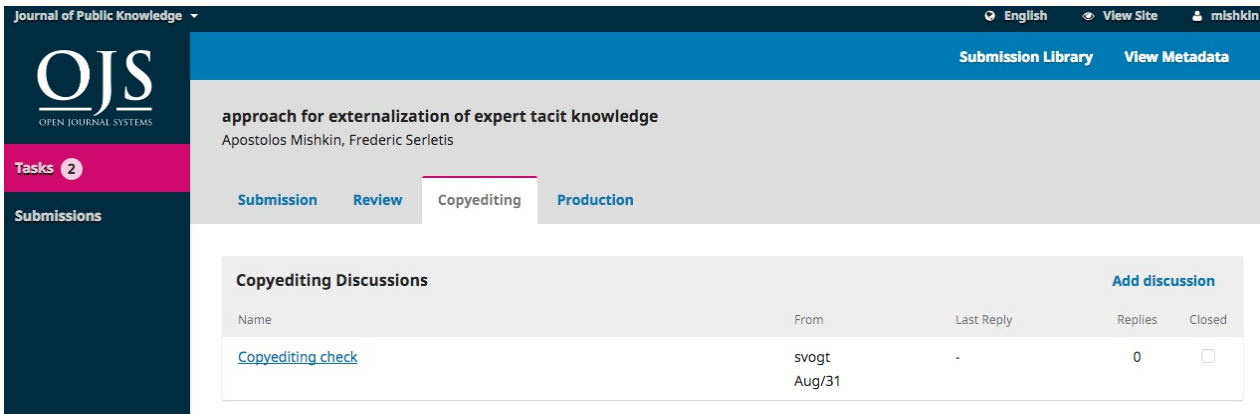 Journal of Public Knowledge
English View Site mishkin
Submission Library View Metadata
OJS
OPEN JOURNAL SYSTEMS
approach for externalization of expert tacit knowledge
Apostolos Mishkin, Frederic Serletis
Tasks 2
Submissions
Submission Review Copyediting Production
Copyediting Discussions Add discussion
Name From Last Reply Replies Closed
Copyediting check svogt - 0
Aug/31